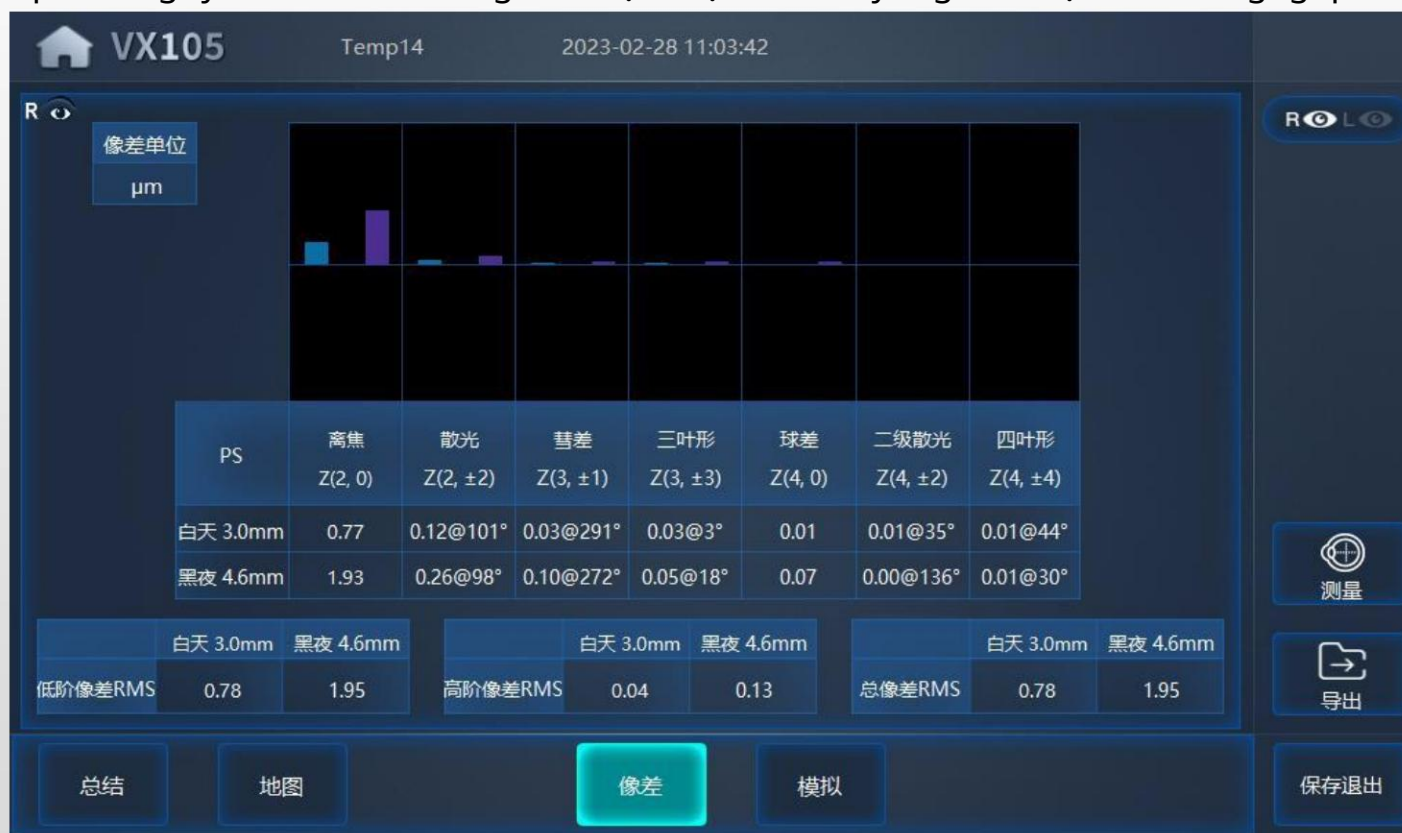 VX105 Temp14 2023-02-28 11:03:42
R
R L
像差单位
μm
PS 离焦 散光 彗差 三叶形 球差 二级散光 四叶形
Z(2, 0) Z(2, ±2) Z(3, ±1) Z(3, ±3) Z(4, 0) Z(4, ±2) Z(4, ±4)
白天 3.0mm 0.77 0.12@101° 0.03@291° 0.03@3° 0.01 0.01@35° 0.01@44°
黑夜 4.6mm 1.93 0.26@98° 0.10@272° 0.05@18° 0.07 0.00@136° 0.01@30°
白天 3.0mm 黑夜 4.6mm
低阶像差RMS 0.78 1.95
白天 3.0mm 黑夜 4.6mm
高阶像差RMS 0.04 0.13
白天 3.0mm 黑夜 4.6mm
总像差RMS 0.78 1.95
测量
导出
总结 地图 像差 模拟 保存退出